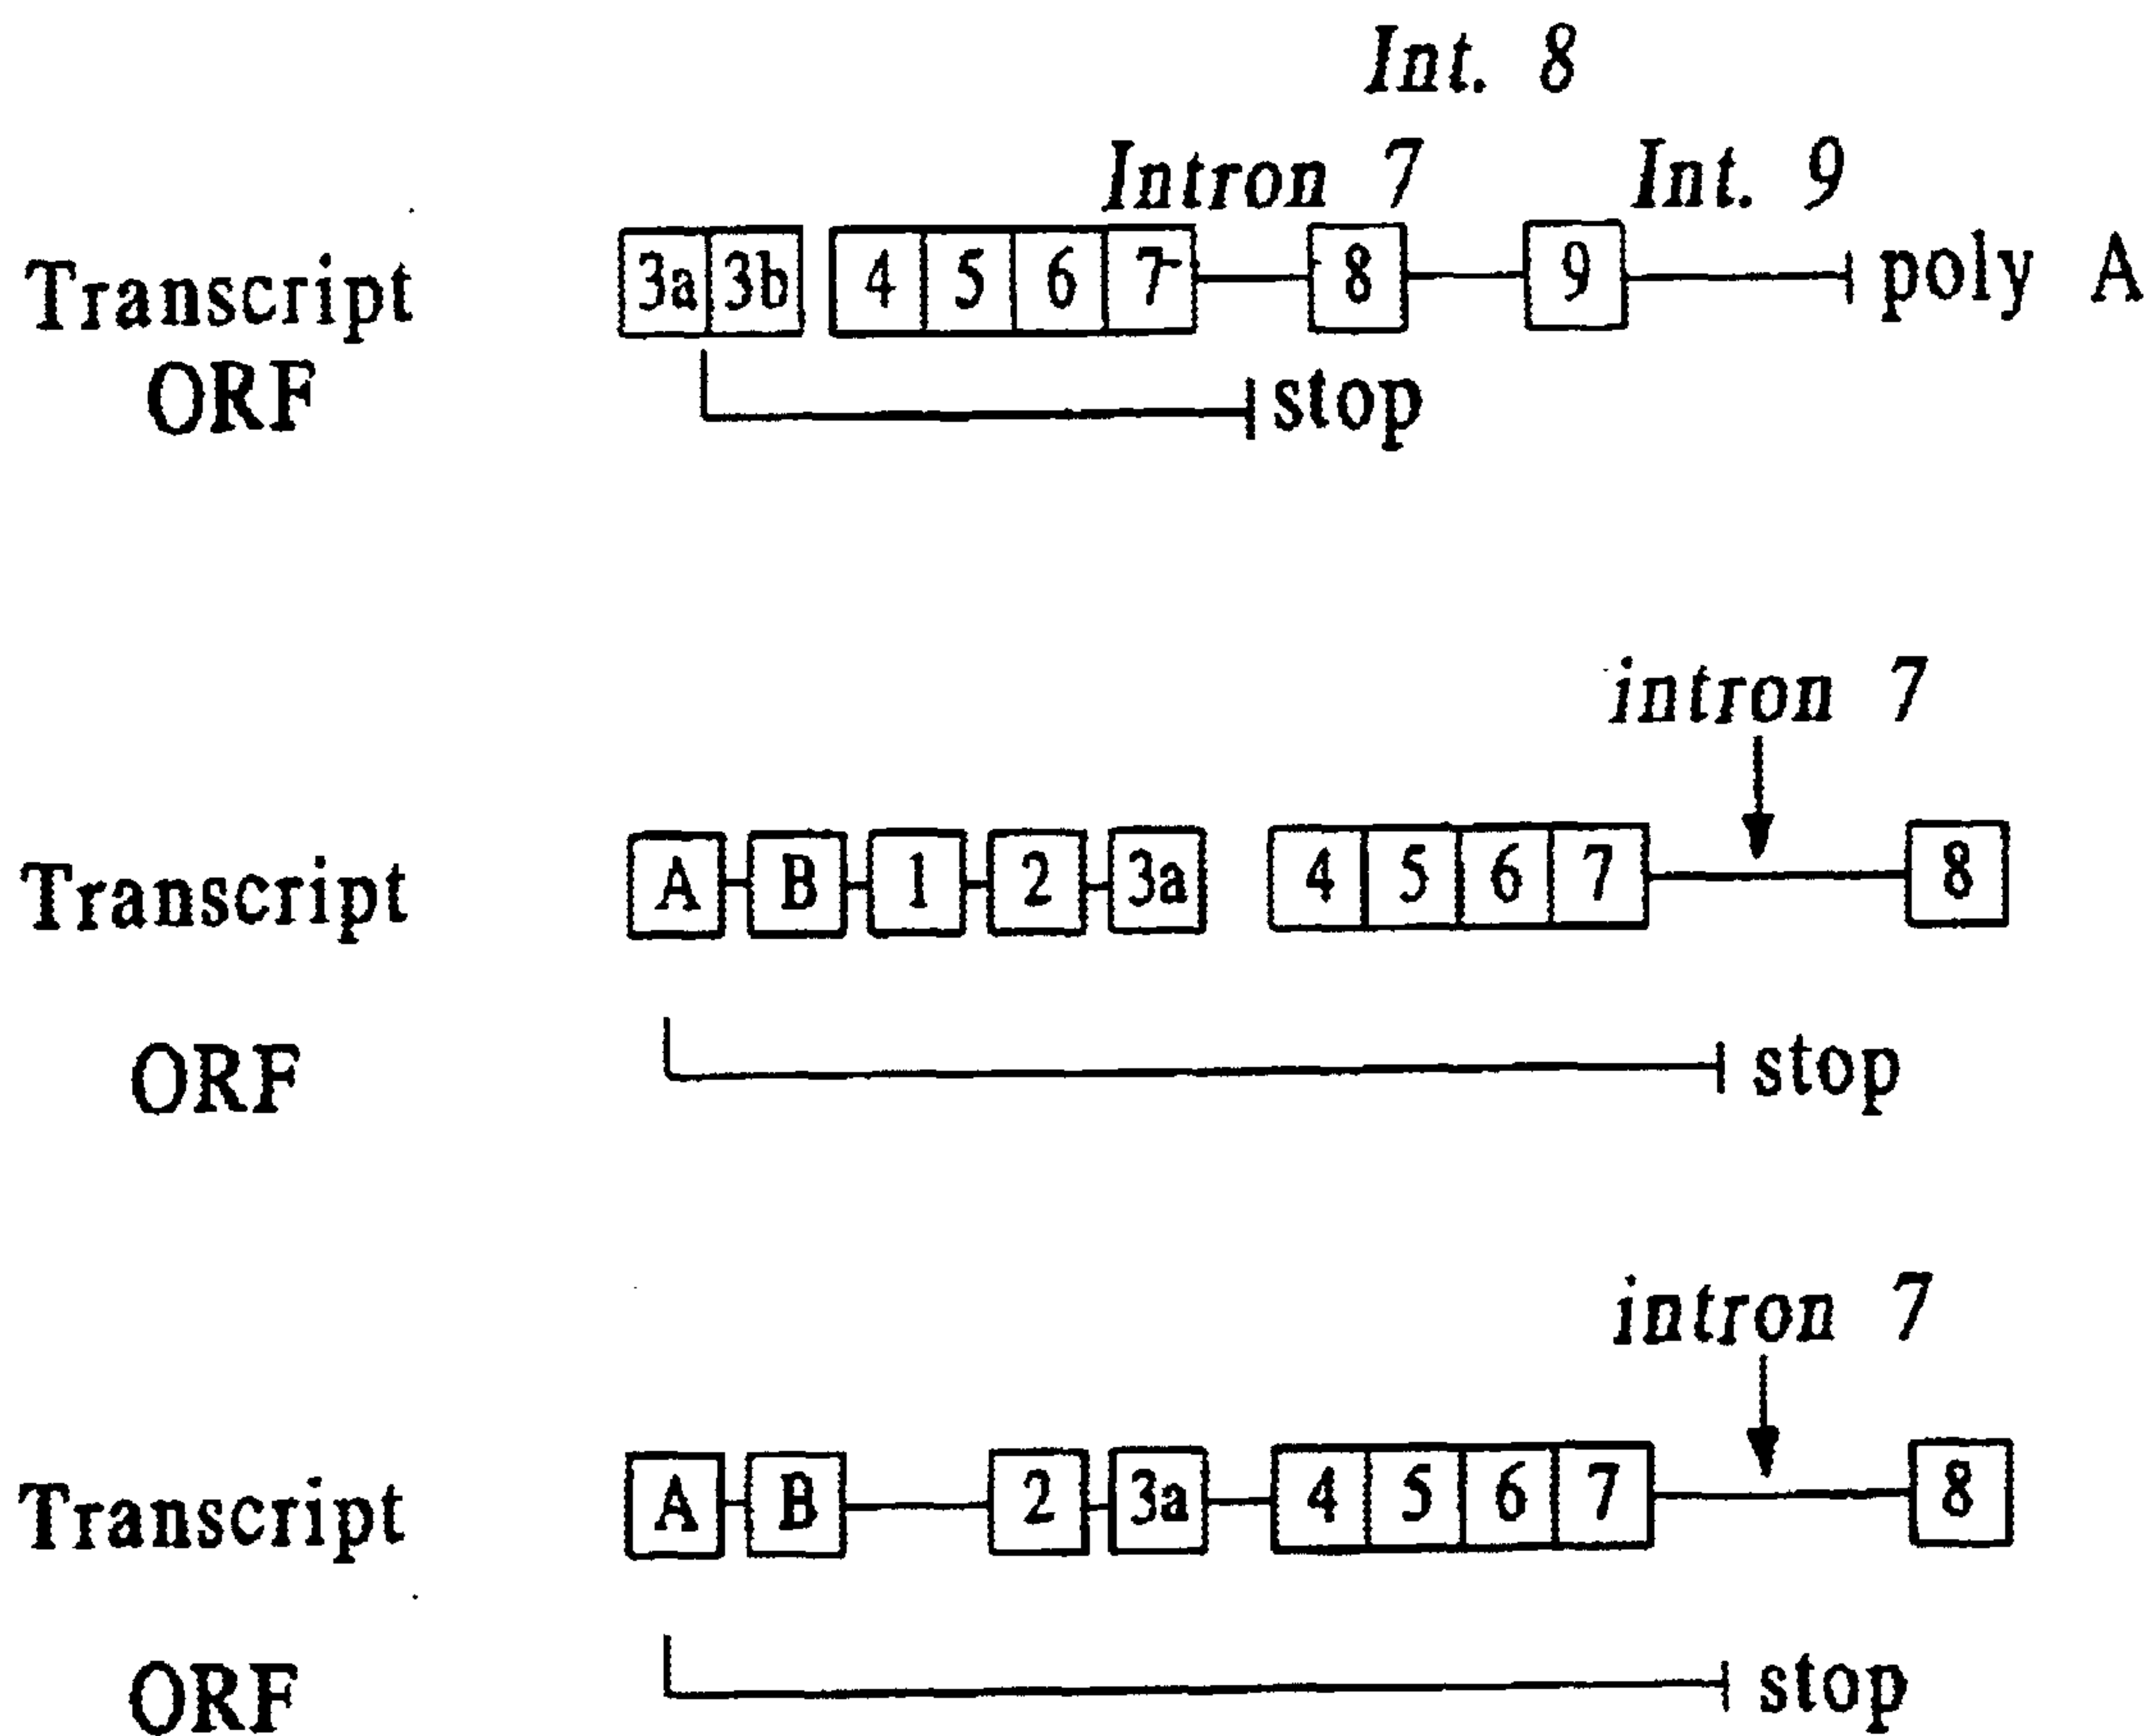 Int. 8
Intron 7 Int. 9
Transcript 3a 3b 4 5 6 7 8 9 poly A
ORF stop
intron 7
Transcript A B 1 2 3a 4 5 6 7 8
ORF stop
intron 7
Transcript A B 2 3a 4 5 6 7 8
ORF stop